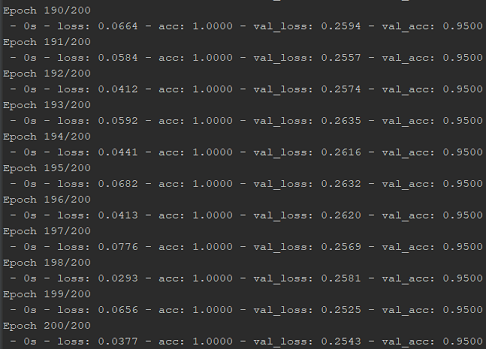 Epoch 190/200
- 0s - loss: 0.0664 - acc: 1.0000 - val_loss: 0.2594 - val_acc: 0.9500
Epoch 191/200
- 0s - loss: 0.0584 - acc: 1.0000 - val_loss: 0.2557 - val_acc: 0.9500
Epoch 192/200
- 0s - loss: 0.0412 - acc: 1.0000 - val_loss: 0.2574 - val_acc: 0.9500
Epoch 193/200
- 0s - loss: 0.0592 - acc: 1.0000 - val_loss: 0.2635 - val_acc: 0.9500
Epoch 194/200
- 0s - loss: 0.0441 - acc: 1.0000 - val_loss: 0.2616 - val_acc: 0.9500
Epoch 195/200
- 0s - loss: 0.0682 - acc: 1.0000 - val_loss: 0.2632 - val_acc: 0.9500
Epoch 196/200
- 0s - loss: 0.0413 - acc: 1.0000 - val_loss: 0.2620 - val_acc: 0.9500
Epoch 197/200
- 0s - loss: 0.0776 - acc: 1.0000 - val_loss: 0.2569 - val_acc: 0.9500
Epoch 198/200
- 0s - loss: 0.0293 - acc: 1.0000 - val_loss: 0.2581 - val_acc: 0.9500
Epoch 199/200
- 0s - loss: 0.0656 - acc: 1.0000 - val_loss: 0.2525 - val_acc: 0.9500
Epoch 200/200
- 0s - loss: 0.0377 - acc: 1.0000 - val_loss: 0.2543 - val_acc: 0.9500